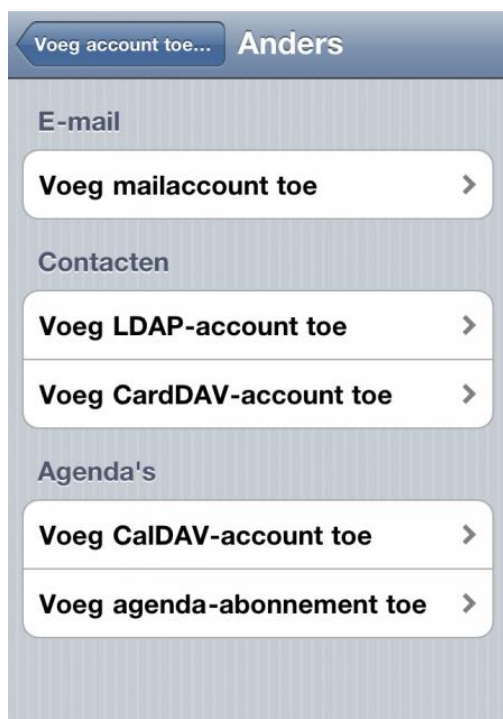 Voeg account toe...
Anders
E-mail
Voeg mailaccount toe
Contacten
Voeg LDAP-account toe
Voeg CardDAV-account toe
Agenda's
Voeg CalDAV-account toe
Voeg agenda-abonnement toe